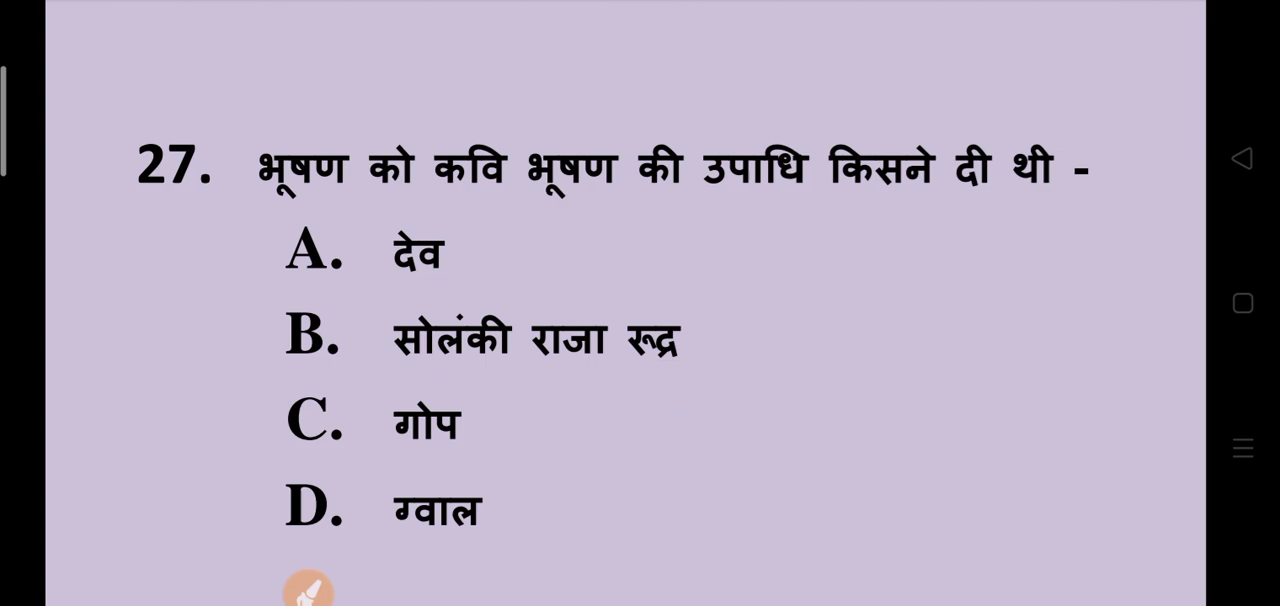 27. भूषण को कवि भूषण की उपाधि किसने दी थी -
A. देव
B. सोलंकी राजा रूद्र
C. गोप
D. ग्वाल